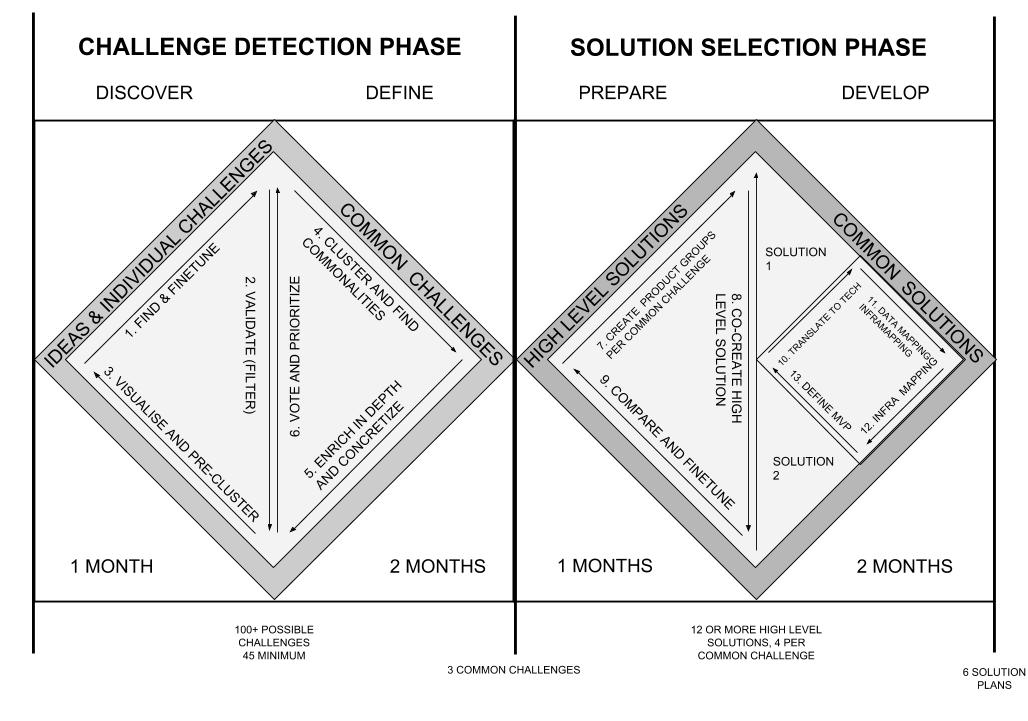 CHALLENGE DETECTION PHASE
SOLUTION SELECTION PHASE
DISCOVER
DEFINE
PREPARE
DEVELOP
IDEAS & INDIVIDUAL CHALLENGES
COMMON CHALLENGES
1. FIND & FINETUNE
2. VALIDATE (FILTER)
3. VISUALISE AND PRE-CLUSTER
4. CLUSTER AND FIND
COMMONALITIES
5. ENRICH IN DEPTH
AND CONCRETIZE
6. VOTE AND PRIORITIZE
HIGH LEVEL SOLUTIONS
COMMON SOLUTIONS
7. CREATE PRODUCT GROUPS
PER COMMON CHALLENGE
8. CO-CREATE HIGH
LEVEL SOLUTION
9. COMPARE AND FINETUNE
SOLUTION
1
10. TRANSLATE TO TECH
11. DATA MAPPINGG
INFRAMAPPING
12. INFRA MAPPING
13. DEFINE MVP
SOLUTION
2
1 MONTH
2 MONTHS
1 MONTHS
2 MONTHS
100+ POSSIBLE
CHALLENGES
45 MINIMUM
3 COMMON CHALLENGES
12 OR MORE HIGH LEVEL
SOLUTIONS, 4 PER
COMMON CHALLENGE
6 SOLUTION
PLANS